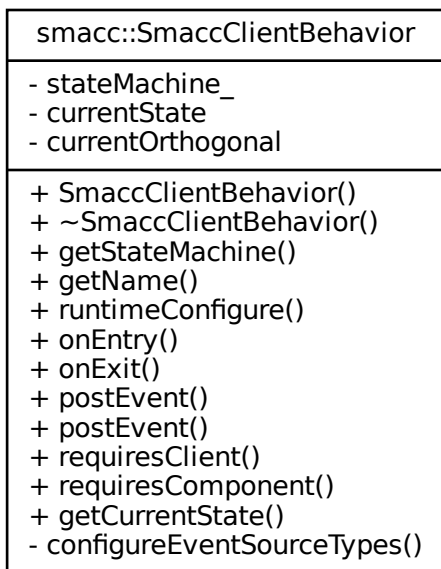 smacc::SmaccClientBehavior
- stateMachine_
- currentState
- currentOrthogonal
+ SmaccClientBehavior()
+ ~SmaccClientBehavior()
+ getStateMachine()
+ getName()
+ runtimeConfigure()
+ onEntry()
+ onExit()
+ postEvent()
+ postEvent()
+ requiresClient()
+ requiresComponent()
+ getCurrentState()
- configureEventSourceTypes()